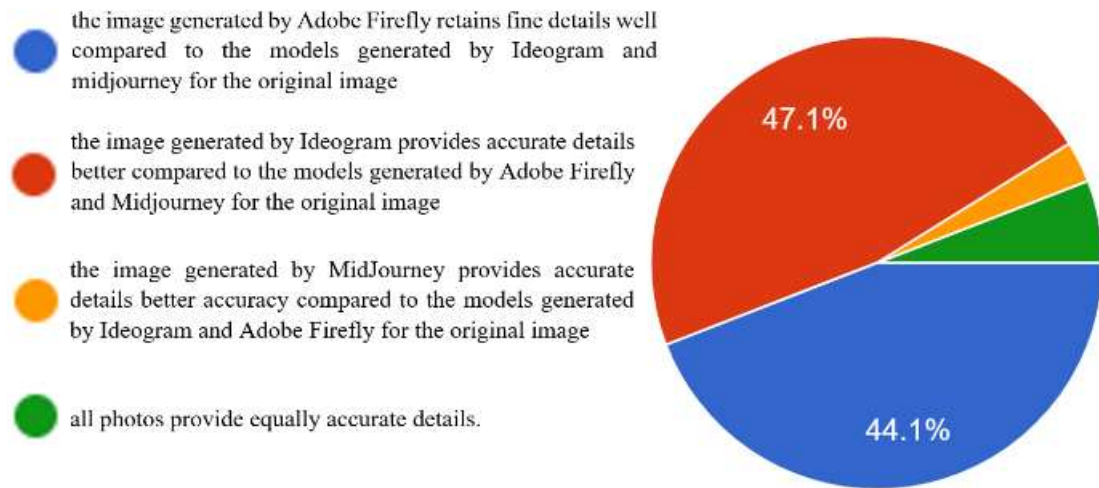 the image generated by Adobe Firefly retains fine details well
compared to the models generated by Ideogram and
midjourney for the original image
the image generated by Ideogram provides accurate details
better compared to the models generated by Adobe Firefly
and Midjourney for the original image
the image generated by MidJourney provides accurate
details better accuracy compared to the models generated
by Ideogram and Adobe Firefly for the original image
all photos provide equally accurate details.
47.1%
44.1%